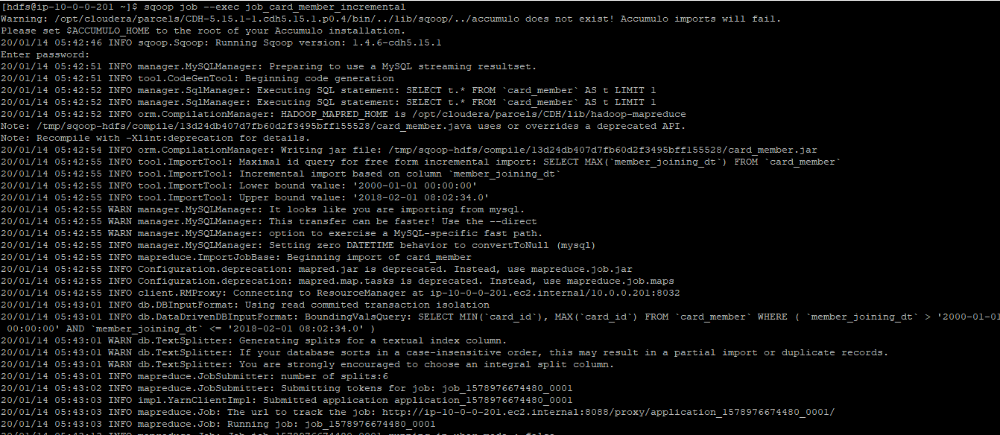 [hdfs@ip-10-0-0-201 ~]$ sqoop job --exec job_card_member_incremental
Warning: /opt/cloudera/parcels/CDH-5.15.1-1.cdh5.15.1.p0.4/bin/../lib/sqoop/../accumulo does not exist! Accumulo imports will fail.
Please set $ACCUMULO_HOME to the root of your Accumulo installation.
20/01/14 05:42:46 INFO sqoop.Sqoop: Running Sqoop version: 1.4.6-cdh5.15.1
Enter password:
20/01/14 05:42:51 INFO manager.MySQLManager: Preparing to use a MySQL streaming resultset.
20/01/14 05:42:51 INFO tool.CodeGenTool: Beginning code generation
20/01/14 05:42:52 INFO manager.SqlManager: Executing SQL statement: SELECT t.* FROM `card_member` AS t LIMIT 1
20/01/14 05:42:52 INFO manager.SqlManager: Executing SQL statement: SELECT t.* FROM `card_member` AS t LIMIT 1
20/01/14 05:42:52 INFO orm.CompilationManager: HADOOP_MAPRED_HOME is /opt/cloudera/parcels/CDH/lib/hadoop-mapreduce
Note: /tmp/sqoop-hdfs/compile/13d24db407d7fb60d2f3495bff155528/card_member.java uses or overrides a deprecated API.
Note: Recompile with -Xlint:deprecation for details.
20/01/14 05:42:54 INFO orm.CompilationManager: Writing jar file: /tmp/sqoop-hdfs/compile/13d24db407d7fb60d2f3495bff155528/card_member.jar
20/01/14 05:42:55 INFO tool.ImportTool: Maximal id query for free form incremental import: SELECT MAX(`member_joining_dt`) FROM `card_member`
20/01/14 05:42:55 INFO tool.ImportTool: Incremental import based on column `member_joining_dt`
20/01/14 05:42:55 INFO tool.ImportTool: Lower bound value: '2000-01-01 00:00:00'
20/01/14 05:42:55 INFO tool.ImportTool: Upper bound value: '2018-02-01 08:02:34.0'
20/01/14 05:42:55 WARN manager.MySQLManager: It looks like you are importing from mysql.
20/01/14 05:42:55 WARN manager.MySQLManager: This transfer can be faster! Use the --direct
20/01/14 05:42:55 WARN manager.MySQLManager: option to exercise a MySQL-specific fast path.
20/01/14 05:42:55 INFO manager.MySQLManager: Setting zero DATETIME behavior to convertToNull (mysql)
20/01/14 05:42:55 INFO mapreduce.ImportJobBase: Beginning import of card_member
20/01/14 05:42:55 INFO Configuration.deprecation: mapred.jar is deprecated. Instead, use mapreduce.job.jar
20/01/14 05:42:55 INFO Configuration.deprecation: mapred.map.tasks is deprecated. Instead, use mapreduce.job.maps
20/01/14 05:42:55 INFO client.RMProxy: Connecting to ResourceManager at ip-10-0-0-201.ec2.internal/10.0.0.201:8032
20/01/14 05:43:01 INFO db.DBInputFormat: Using read commited transaction isolation
20/01/14 05:43:01 INFO db.DataDrivenDBInputFormat: BoundingValsQuery: SELECT MIN(`card_id`), MAX(`card_id`) FROM `card_member` WHERE ( `member_joining_dt` > '2000-01-01
00:00:00' AND `member_joining_dt` <= '2018-02-01 08:02:34.0' )
20/01/14 05:43:01 WARN db.TextSplitter: Generating splits for a textual index column.
20/01/14 05:43:01 WARN db.TextSplitter: If your database sorts in a case-insensitive order, this may result in a partial import or duplicate records.
20/01/14 05:43:01 WARN db.TextSplitter: You are strongly encouraged to choose an integral split column.
20/01/14 05:43:01 INFO mapreduce.JobSubmitter: number of splits:6
20/01/14 05:43:02 INFO mapreduce.JobSubmitter: Submitting tokens for job: job_1578976674480_0001
20/01/14 05:43:03 INFO impl.YarnClientImpl: Submitted application application_1578976674480_0001
20/01/14 05:43:03 INFO mapreduce.Job: The url to track the job: http://ip-10-0-0-201.ec2.internal:8088/proxy/application_1578976674480_0001/
20/01/14 05:43:03 INFO mapreduce.Job: Running job: job_1578976674480_0001